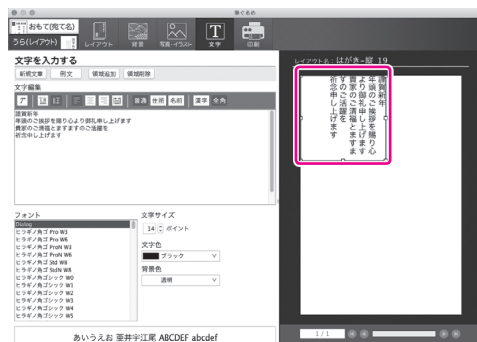 筆ぐるめ
おもて(宛て名)
うら(レイアウト)
レイアウト
背景
写真・イラスト
文字
印刷
文字を入力する
新規文章 例文 領域追加 領域削除
文字編集
普通 住所 名前 漢字 全角
謹賀新年
年頭のご挨拶を賜り心より御礼申し上げます
貴家のご清福とますますのご活躍を
祈念申し上げます
フォント
Dialog
ヒラギノ角ゴ Pro W3
ヒラギノ角ゴ Pro W6
ヒラギノ角ゴ ProN W3
ヒラギノ角ゴ ProN W6
ヒラギノ角ゴ Std W8
ヒラギノ角ゴ StdN W8
ヒラギノ角ゴシック W0
ヒラギノ角ゴシック W1
ヒラギノ角ゴシック W2
ヒラギノ角ゴシック W3
ヒラギノ角ゴシック W4
ヒラギノ角ゴシック W5
文字サイズ
14 ポイント
文字色
ブラック
背景色
透明
あいうえお 亜井宇江尾 ABCDEF abcdef
レイアウト名：はがき-縦 19
謹賀新年
年頭のご挨拶を賜り心
より御礼申し上げます
貴家のご清福とますま
すのご活躍を
祈念申し上げます
1/1